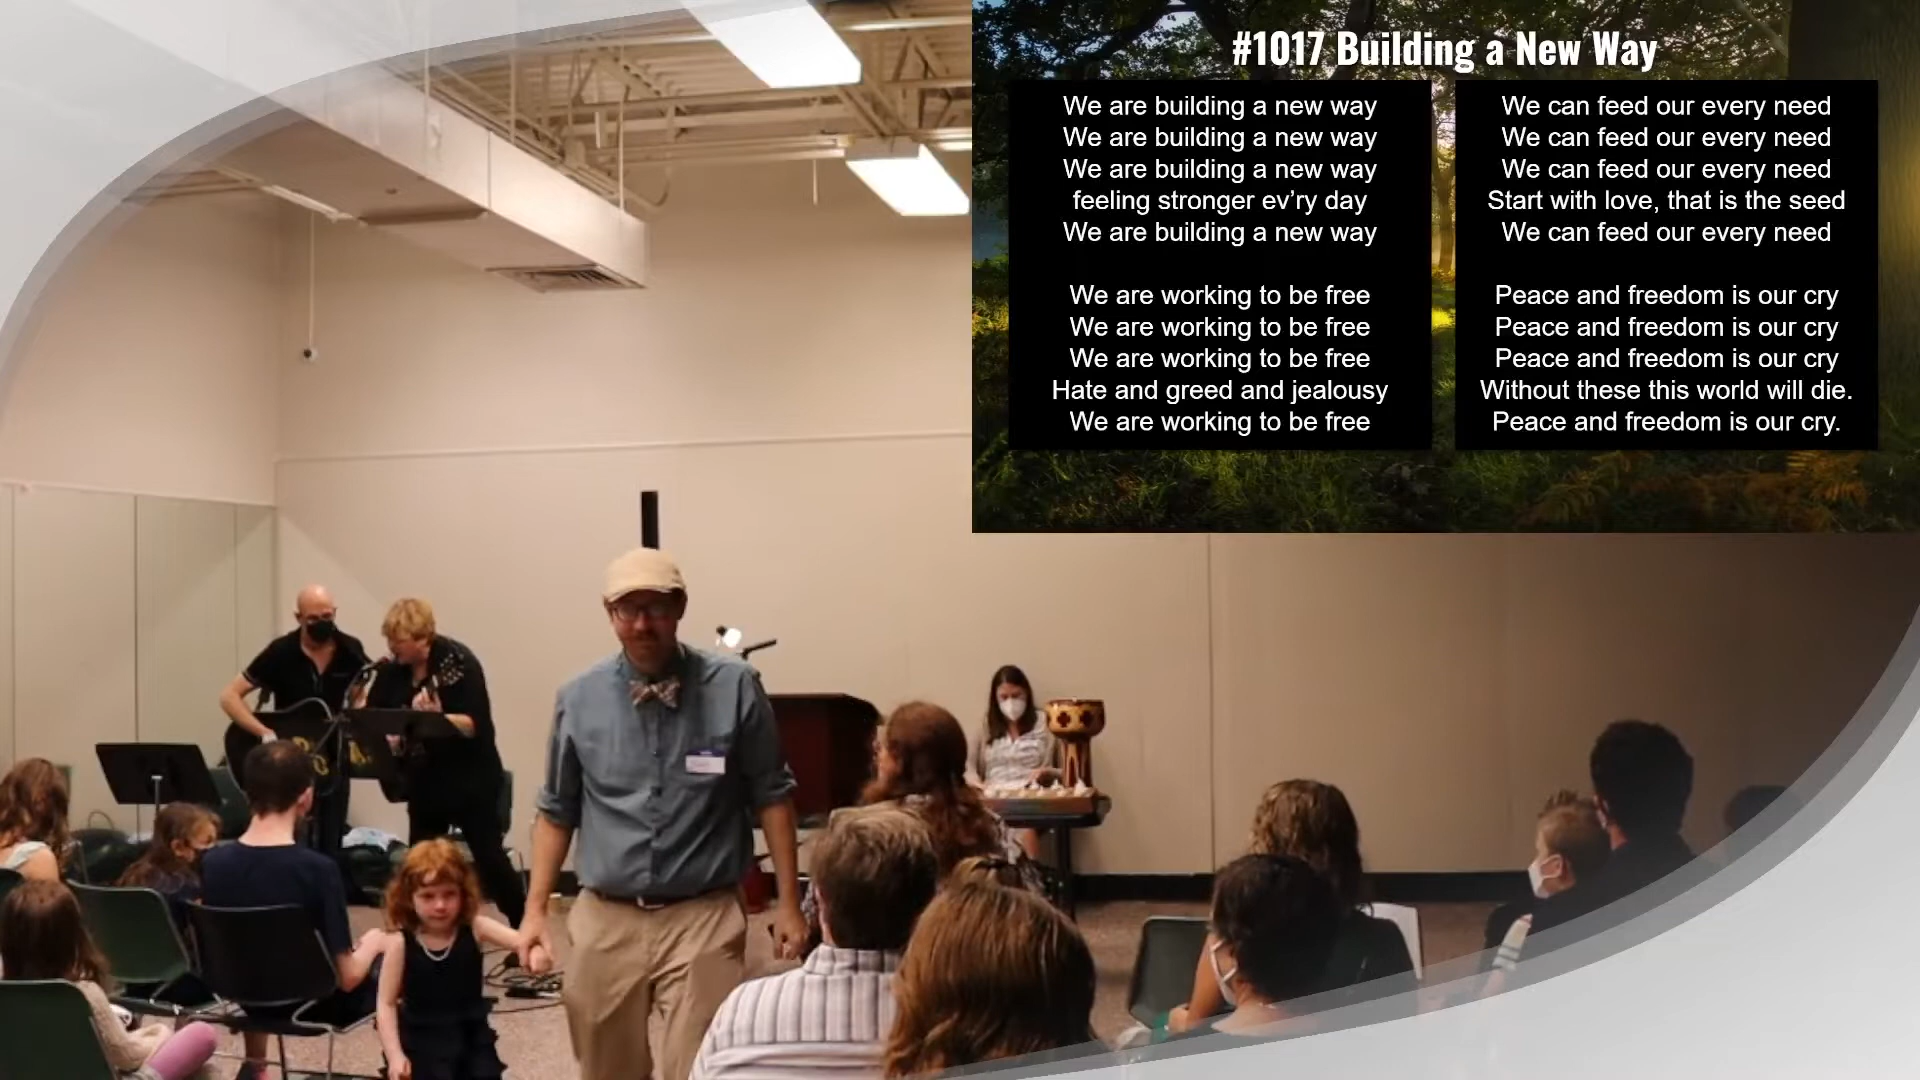 #1017 Building a New Way
We are building a new way
We are building a new way
We are building a new way
feeling stronger ev’ry day
We are building a new way
We are working to be free
We are working to be free
We are working to be free
Hate and greed and jealousy
We are working to be free
We can feed our every need
We can feed our every need
We can feed our every need
Start with love, that is the seed
We can feed our every need
Peace and freedom is our cry
Peace and freedom is our cry
Peace and freedom is our cry
Without these this world will die.
Peace and freedom is our cry.